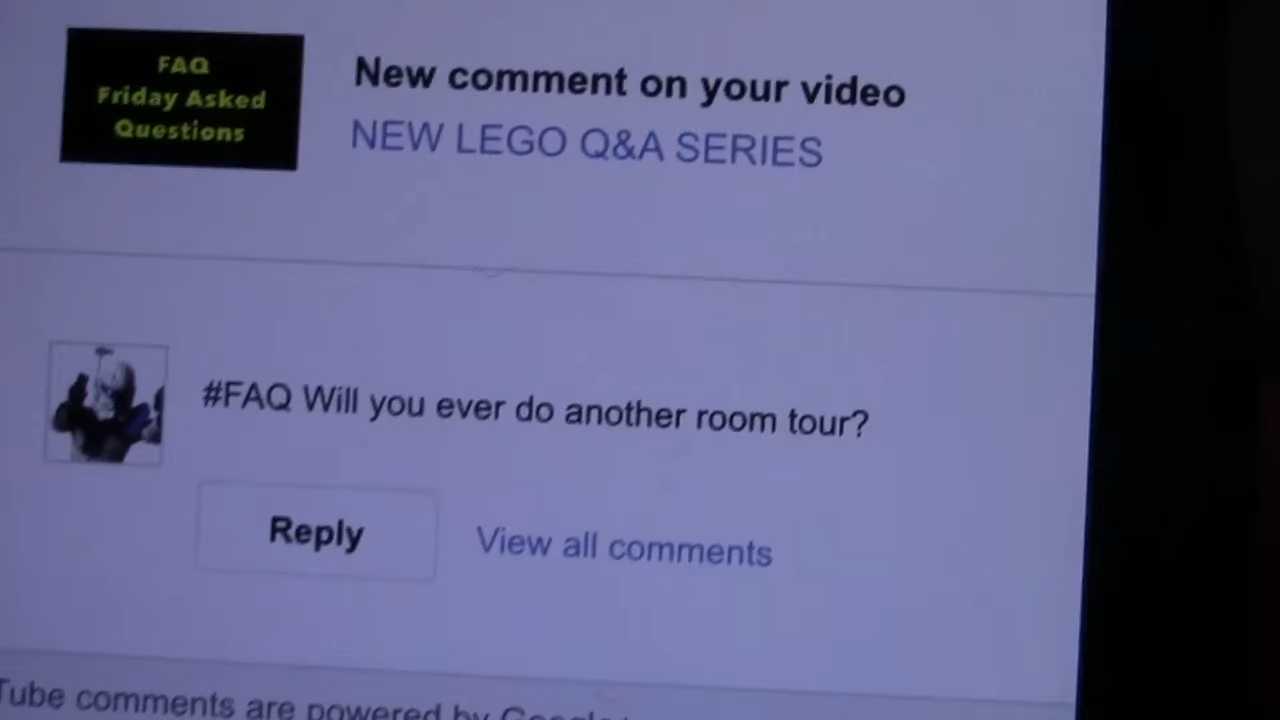 FAQ
Friday Asked
Questions
New comment on your video
NEW LEGO Q&A SERIES
#FAQ Will you ever do another room tour?
Reply
View all comments
Tube comments are powered by